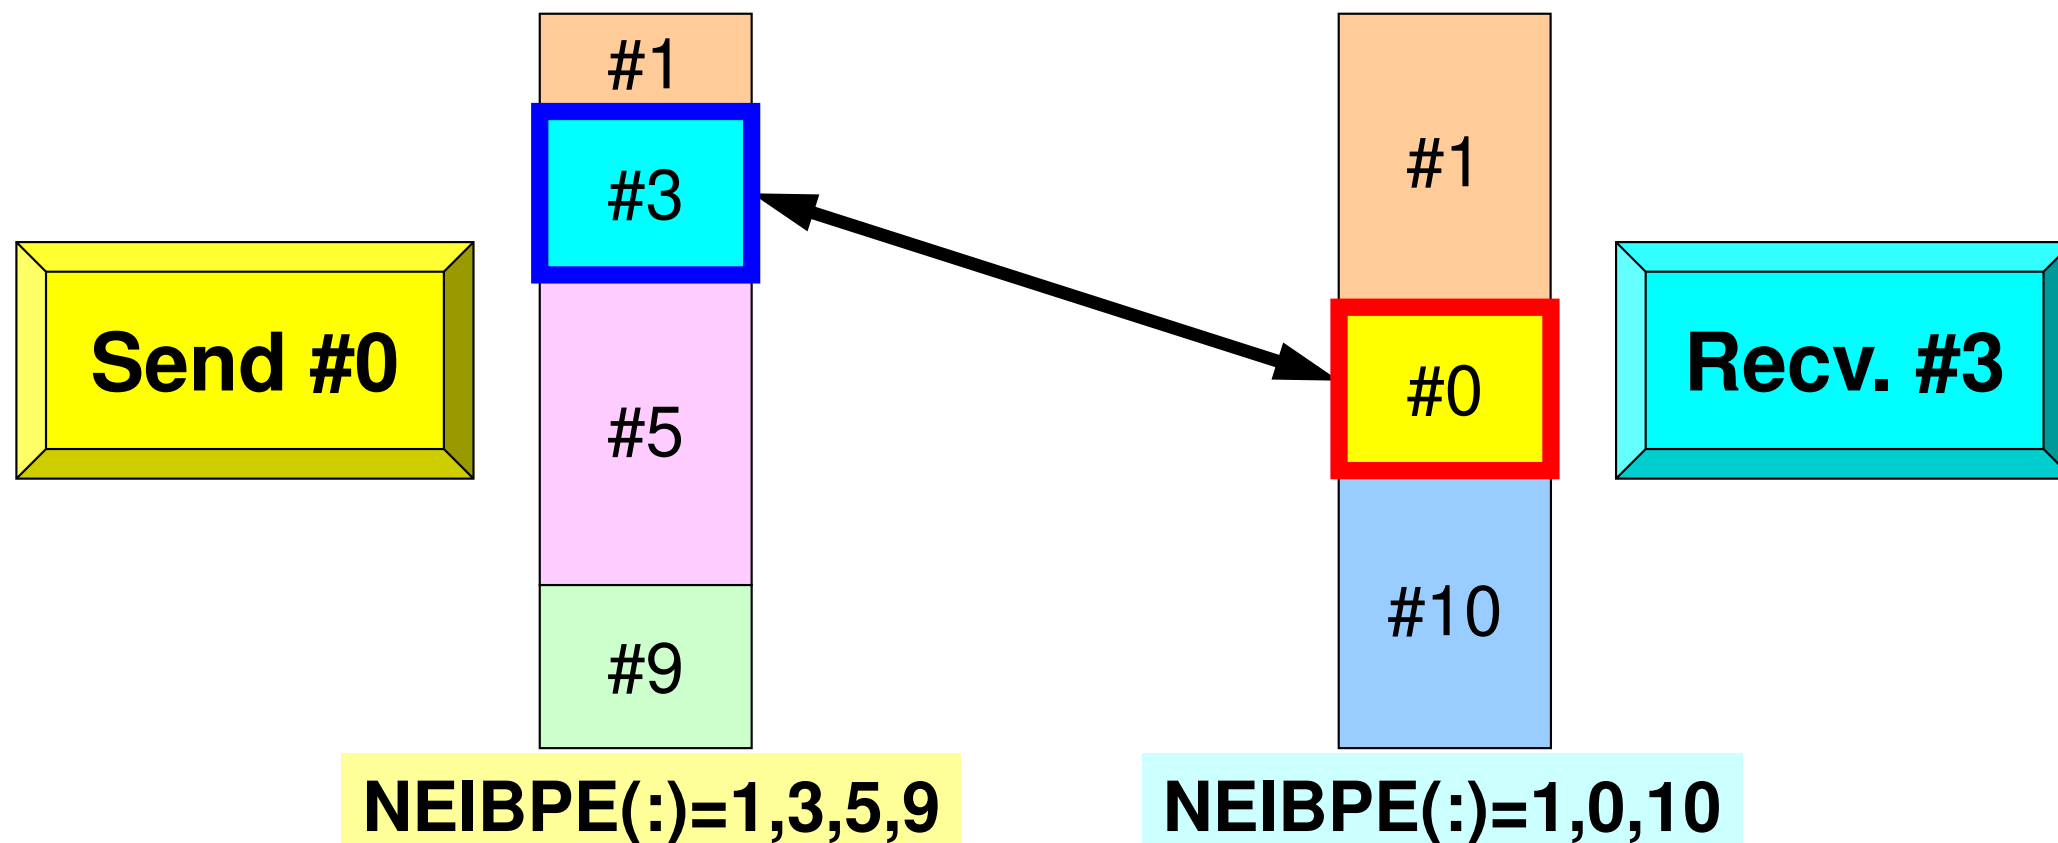 Send #0
#1
#3
#5
#9
NEIBPE(:)=1,3,5,9
#1
#0
#10
NEIBPE(:)=1,0,10
Recv. #3